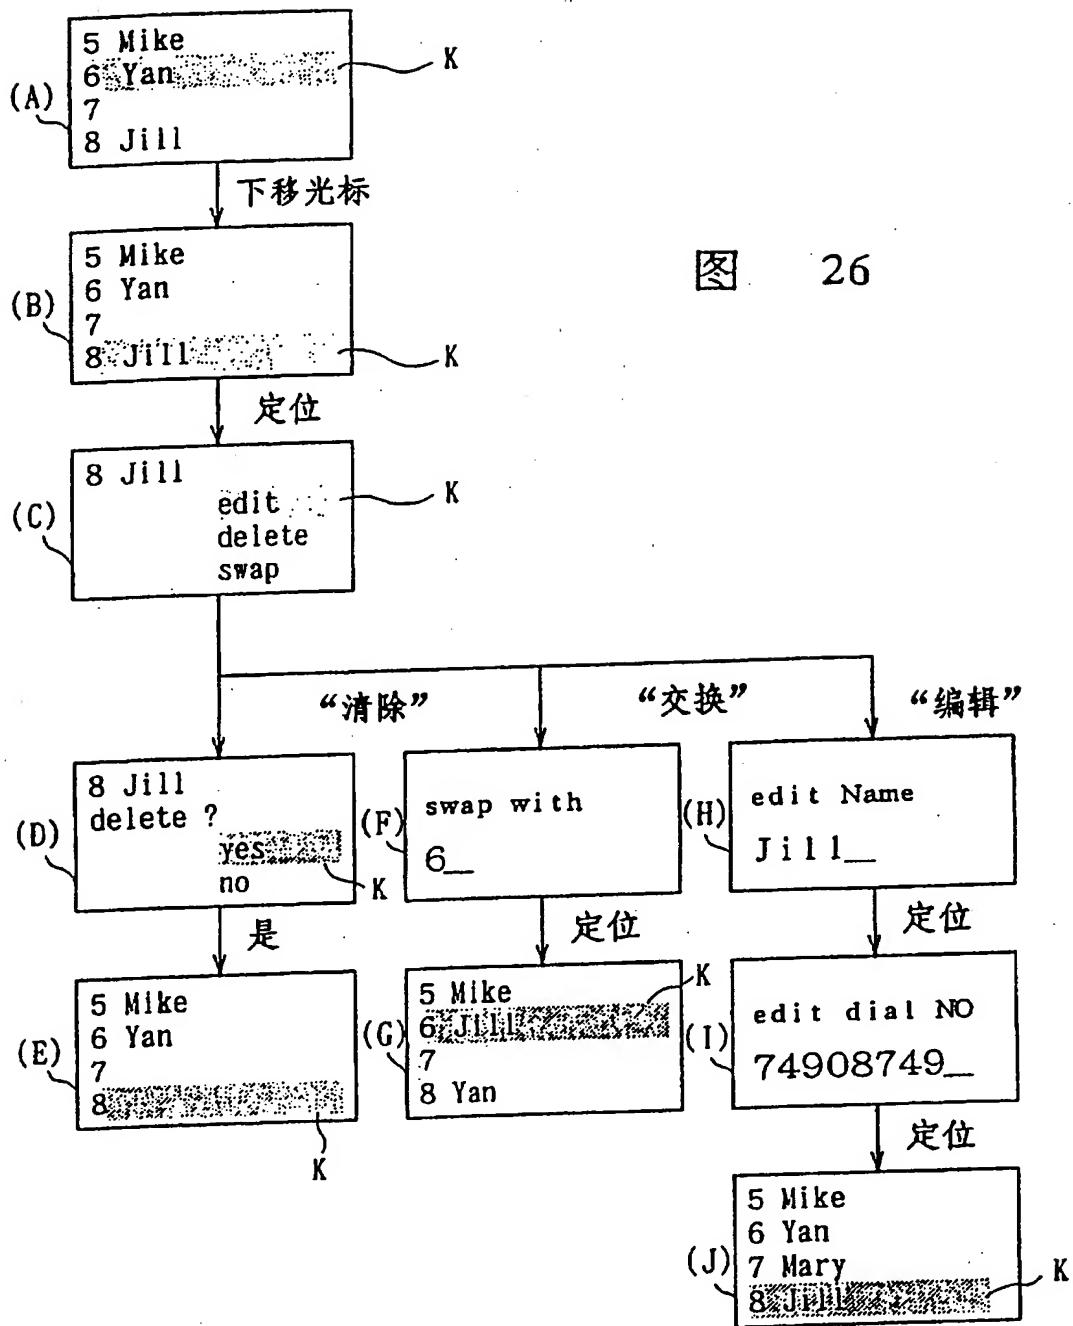 5 Mike
6 Yan
K
(A)
7
8 Jill
下移光标
5 Mike
6 Yan
图 26
(B)
7
8 Jill
K
定位
8 Jill
edit
K
(C)
delete
swap
“清除”
“交换”
“编辑”
8 Jill
delete ?
(D)
yes
no
K
swap with
(F)
6_
edit Name
(H)
Jill_
是
定位
定位
5 Mike
6 Yan
(E)
7
8
K
5 Mike
K
6 Jill
(G)
7
8 Yan
edit dial NO
(I)
74908749_
定位
5 Mike
6 Yan
(J)
7 Mary
8 Jill
K